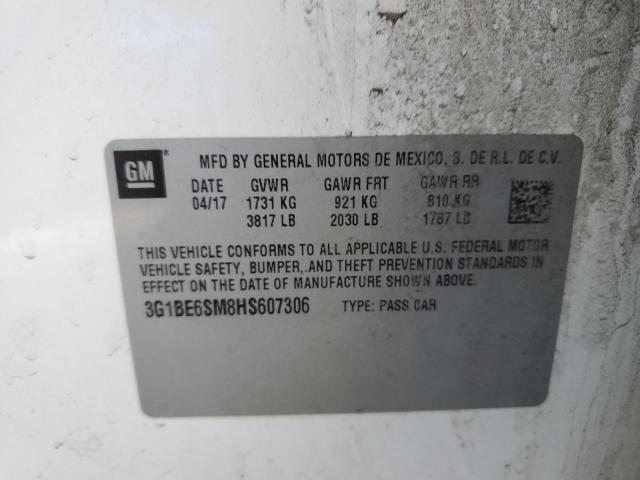 GM
MFD BY GENERAL MOTORS DE MEXICO, S. DE R.L. DE C.V.
DATE GVWR GAWR FRT GAWR RR
04/17 1731 KG 921 KG 810 KG
3817 LB 2030 LB 1787 LB
THIS VEHICLE CONFORMS TO ALL APPLICABLE U.S. FEDERAL MOTOR
VEHICLE SAFETY, BUMPER, AND THEFT PREVENTION STANDARDS IN
EFFECT ON THE DATE OF MANUFACTURE SHOWN ABOVE.
3G1BE6SM8HS607306 TYPE: PASS CAR